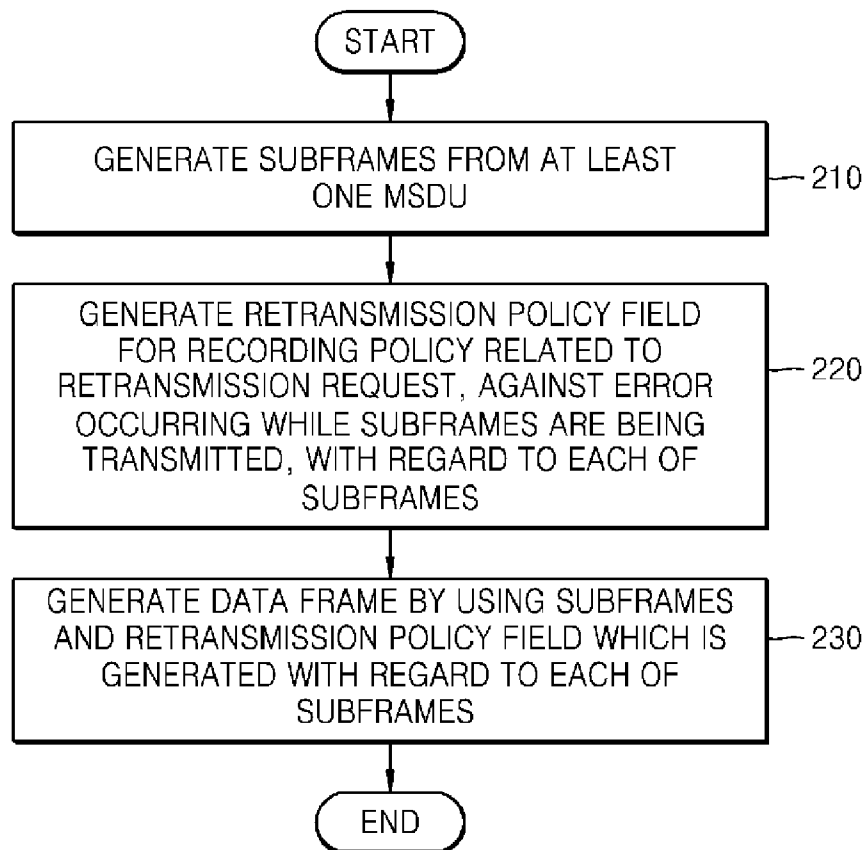 START
GENERATE SUBFRAMES FROM AT LEAST
ONE MSDU
210
GENERATE RETRANSMISSION POLICY FIELD
FOR RECORDING POLICY RELATED TO
RETRANSMISSION REQUEST, AGAINST ERROR
OCCURRING WHILE SUBFRAMES ARE BEING
TRANSMITTED, WITH REGARD TO EACH OF
SUBFRAMES
220
GENERATE DATA FRAME BY USING SUBFRAMES
AND RETRANSMISSION POLICY FIELD WHICH IS
GENERATED WITH REGARD TO EACH OF
SUBFRAMES
230
END